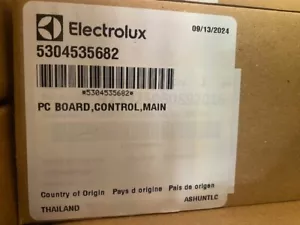 Electrolux
09/13/2024
5304535682
*5304535682*
PC BOARD,CONTROL,MAIN
Country of Origin Pays d origine Pais de origen
THAILAND
ASHUNTLC